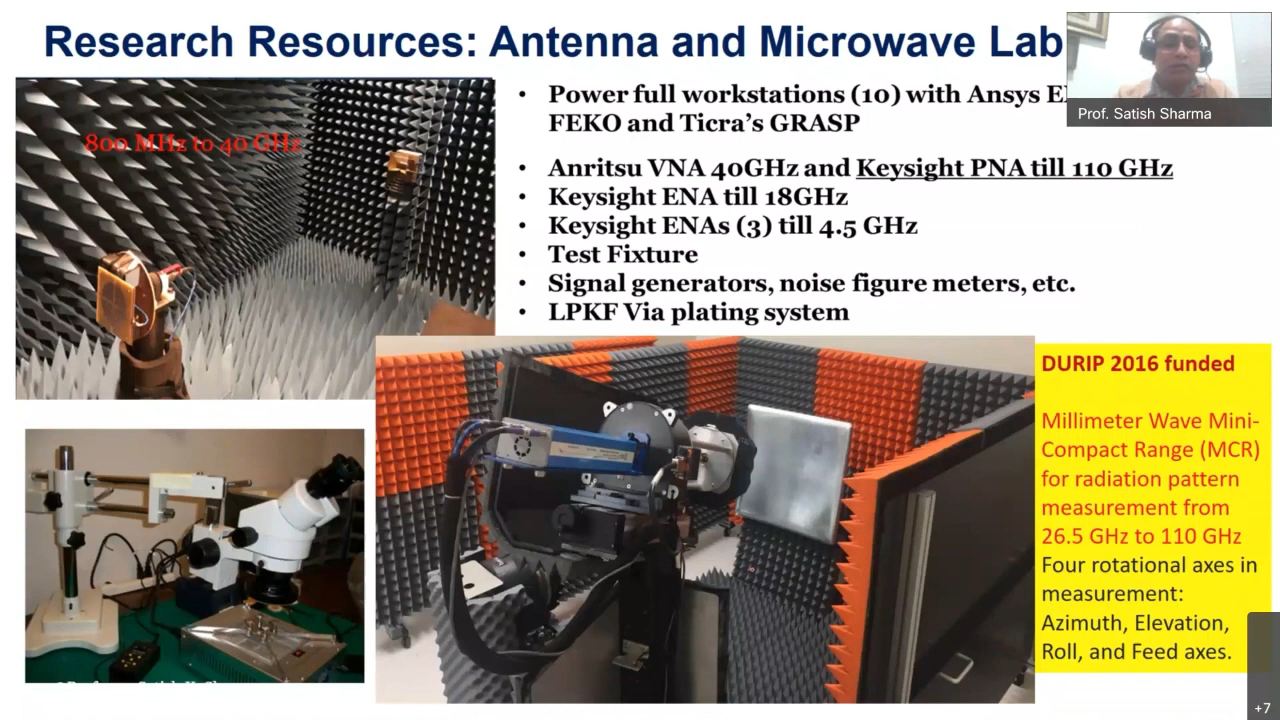 Research Resources: Antenna and Microwave Lab
Prof. Satish Sharma
800 MHz to 40 GHz
• Power full workstations (10) with Ansys
FEKO and Ticra's GRASP
• Anritsu VNA 40GHz and Keysight PNA till 110 GHz
• Keysight ENA till 18GHz
• Keysight ENAs (3) till 4.5 GHz
• Test Fixture
• Signal generators, noise figure meters, etc.
• LPKF Via plating system
DURIP 2016 funded
Millimeter Wave Mini-
Compact Range (MCR)
for radiation pattern
measurement from
26.5 GHz to 110 GHz
Four rotational axes in
measurement:
Azimuth, Elevation,
Roll, and Feed axes.
+7